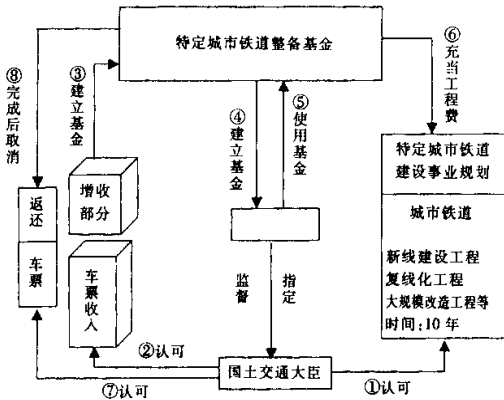 特定城市铁道整备基金
⑧完成后取消
③建立基金
④建立基金
⑤使用基金
⑥充当工程费
增收
部分
返还
车票
车票收入
监督
指定
特定城市铁道
建设事业规划
城市铁道
新线建设工程
复线化工程
大规模改造工程等
时间:10年
②认可
国土交通大臣
⑦认可
①认可